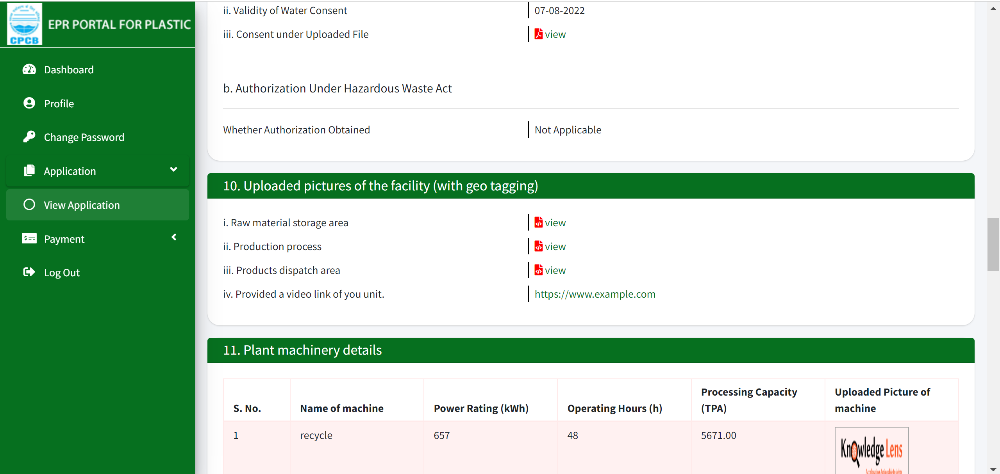 CPCB
EPR PORTAL FOR PLASTIC
Dashboard
Profile
Change Password
Application
View Application
Payment
Log Out
ii. Validity of Water Consent
07-08-2022
iii. Consent under Uploaded File
view
b. Authorization Under Hazardous Waste Act
Whether Authorization Obtained
Not Applicable
10. Uploaded pictures of the facility (with geo tagging)
i. Raw material storage area
view
ii. Production process
view
iii. Products dispatch area
view
iv. Provided a video link of you unit.
https://www.example.com
11. Plant machinery details
S. No.
Name of machine
Power Rating (kWh)
Operating Hours (h)
Processing Capacity
(TPA)
Uploaded Picture of
machine
1
recycle
657
48
5671.00
Knowledge Lens
Accelerating Actionable Insights